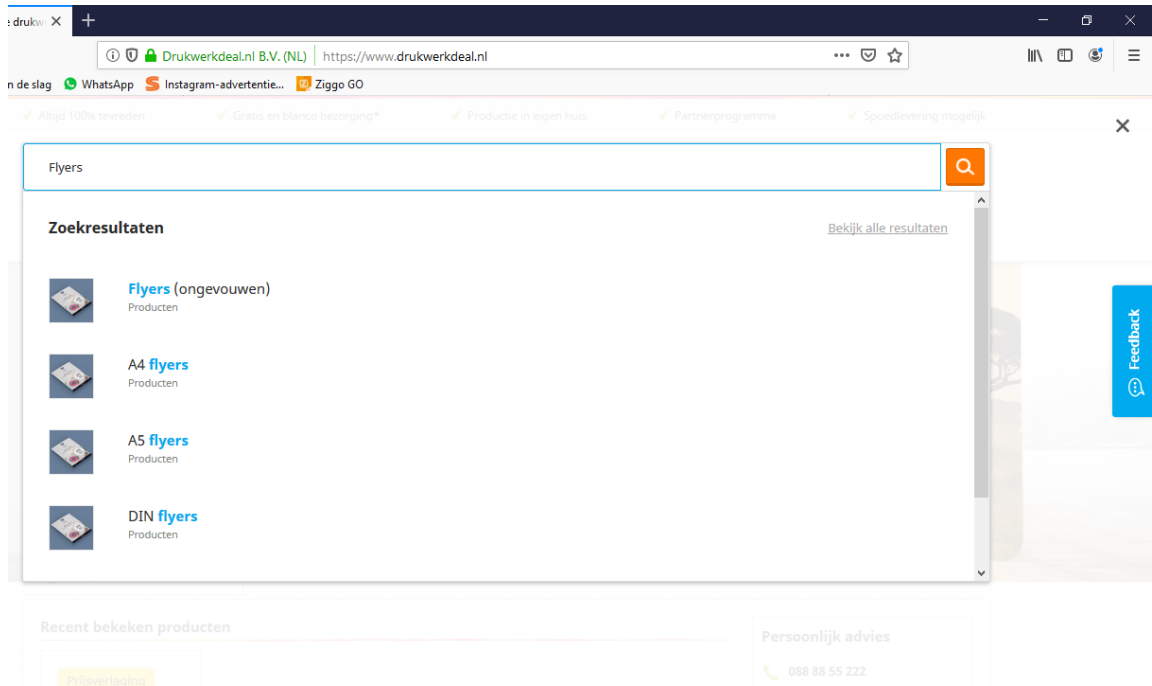 e drukw
Drukwerkdeal.nl B.V. (NL) https://www.drukwerkdeal.nl
n de slag WhatsApp Instagram-advertentie... Ziggo GO
Altijd 100% tevreden Gratis en blanco bezorging* Productie in eigen huis Partnerprogramma Spoedlevering mogelijk
Flyers
Zoekresultaten Bekijk alle resultaten
Flyers (ongevouwen)
Producten
A4 flyers
Producten
A5 flyers
Producten
DIN flyers
Producten
Feedback
Recent bekeken producten
Persoonlijk advies
088 88 55 222
Prijsverlaging